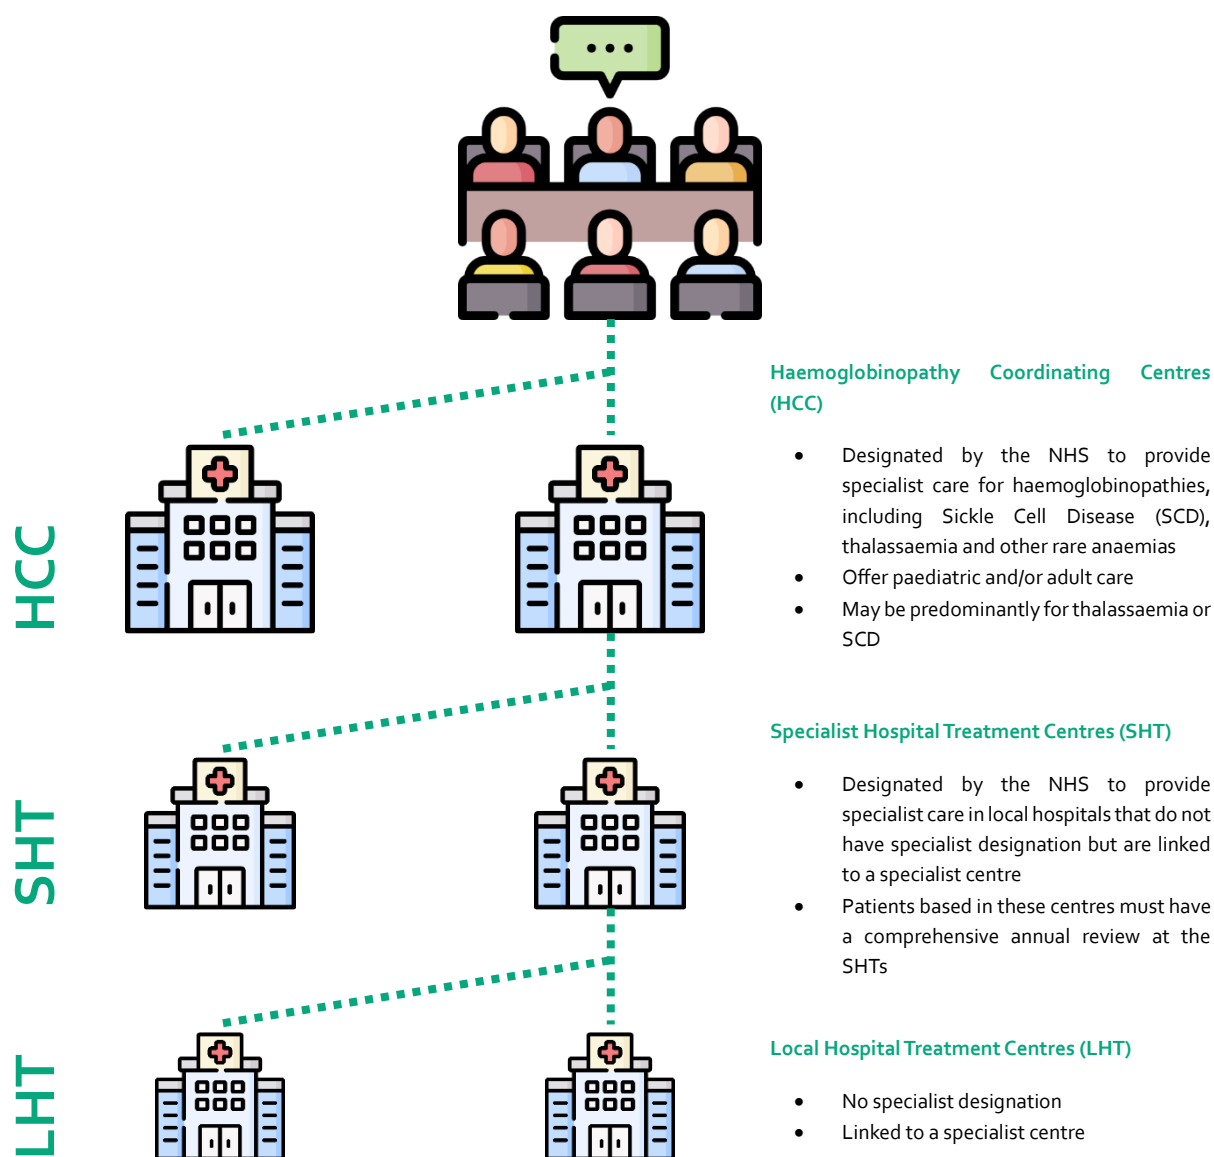 Haemoglobinopathy Coordinating Centres
(HCC)
• Designated by the NHS to provide
specialist care for haemoglobinopathies,
including Sickle Cell Disease (SCD),
thalassaemia and other rare anaemias
• Offer paediatric and/or adult care
• May be predominantly for thalassaemia or
SCD
HCC
Specialist Hospital Treatment Centres (SHT)
• Designated by the NHS to provide
specialist care in local hospitals that do not
have specialist designation but are linked
to a specialist centre
• Patients based in these centres must have
a comprehensive annual review at the
SHTs
SHT
Local Hospital Treatment Centres (LHT)
• No specialist designation
• Linked to a specialist centre
LHT